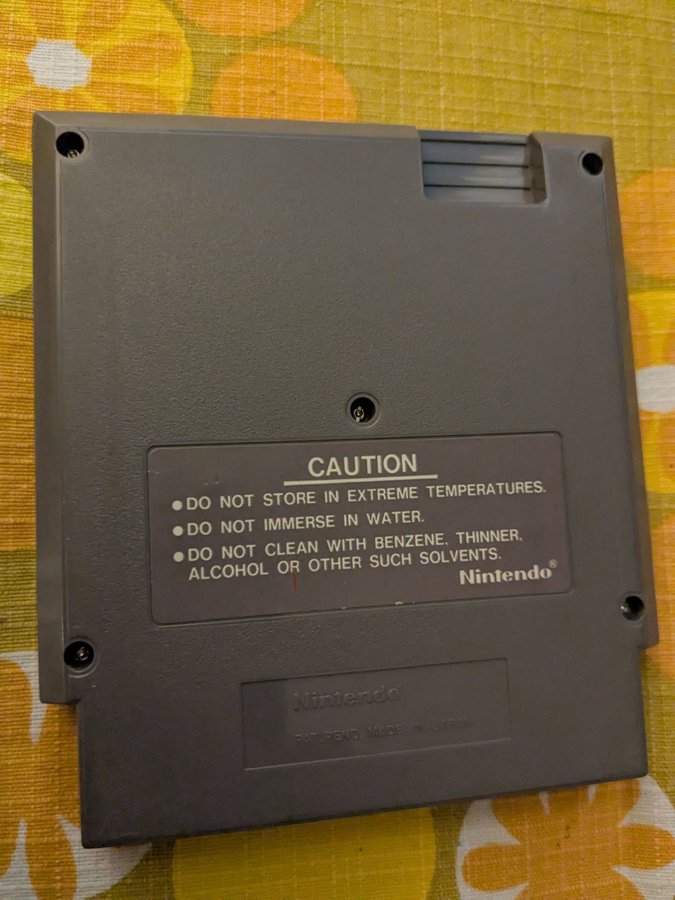 CAUTION
● DO NOT STORE IN EXTREME TEMPERATURES.
● DO NOT IMMERSE IN WATER.
● DO NOT CLEAN WITH BENZENE, THINNER,
ALCOHOL OR OTHER SUCH SOLVENTS.
Nintendo®
Nintendo®
PAT. PEND. MADE IN JAPAN